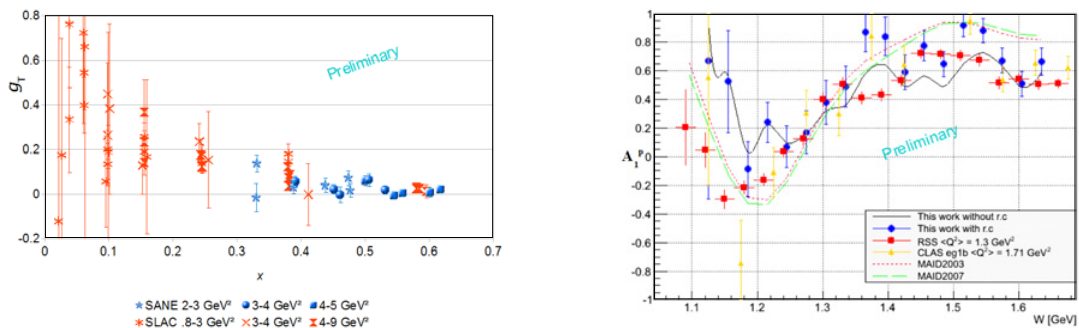 0.8
0.6
0.4
0.2
0
-0.2
gT
Preliminary
0
0.1
0.2
0.3
0.4
0.5
0.6
0.7
x
SANE 2-3 GeV² 3-4 GeV² 4-5 GeV²
SLAC .8-3 GeV² 3-4 GeV² 4-9 GeV²
1
0.8
0.6
0.4
0.2
0
-0.2
-0.4
-0.6
-0.8
-1
A1p
Preliminary
This work without r.c
This work with r.c
RSS <Q²> = 1.3 GeV²
CLAS eg1b <Q²> = 1.71 GeV²
MAID2003
MAID2007
1.1
1.2
1.3
1.4
1.5
1.6
W [GeV]